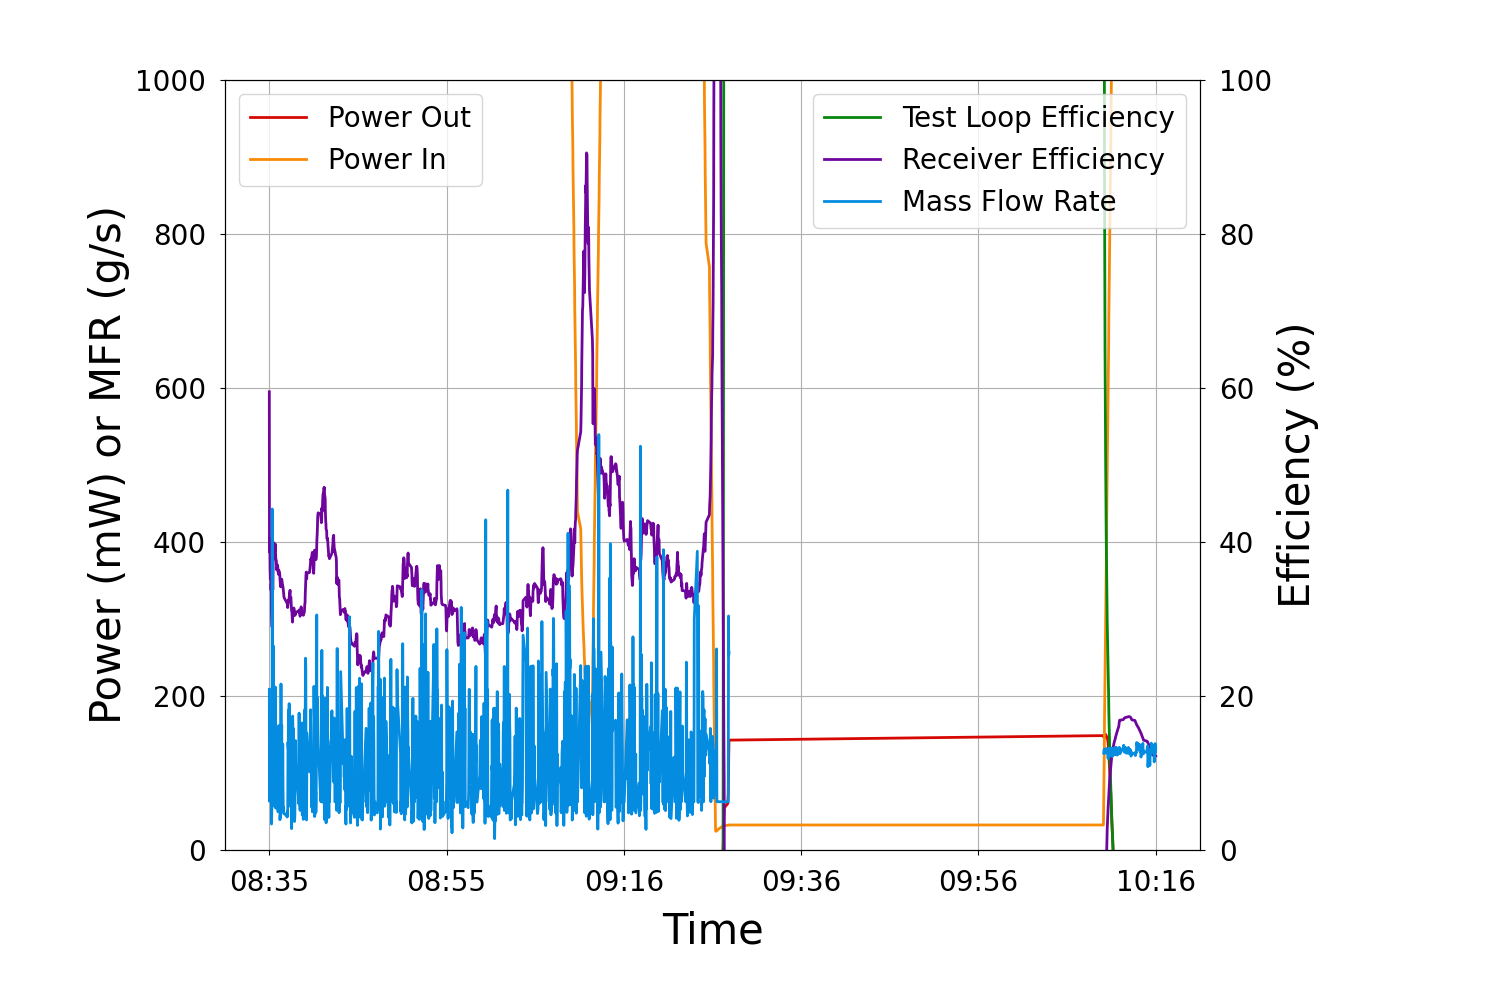 1000
800
600
400
200
0
Power (mW) or MFR (g/s)
Power Out
Power In
Test Loop Efficiency
Receiver Efficiency
Mass Flow Rate
100
80
60
40
20
0
Efficiency (%)
08:35 08:55 09:16 09:36 09:56 10:16
Time